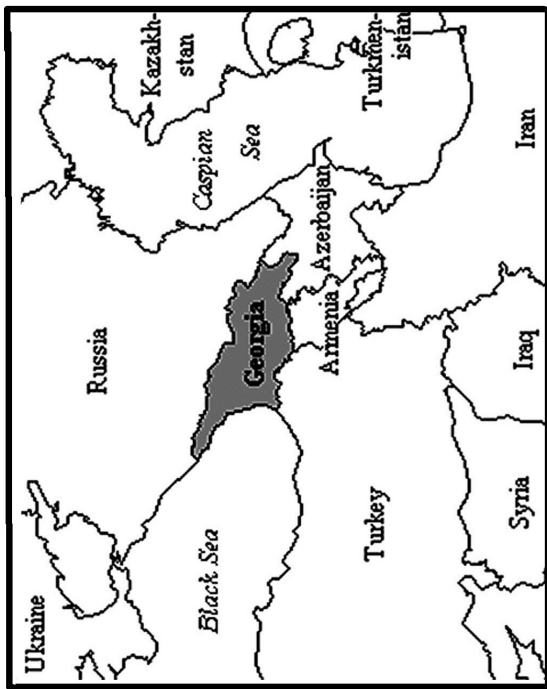 Ukraine
Russia
Kazakh-
stan
Caspian
Sea
Black Sea
Georgia
Azerbaijan
Armenia
Turkmen-
istan
Turkey
Syria
Iraq
Iran